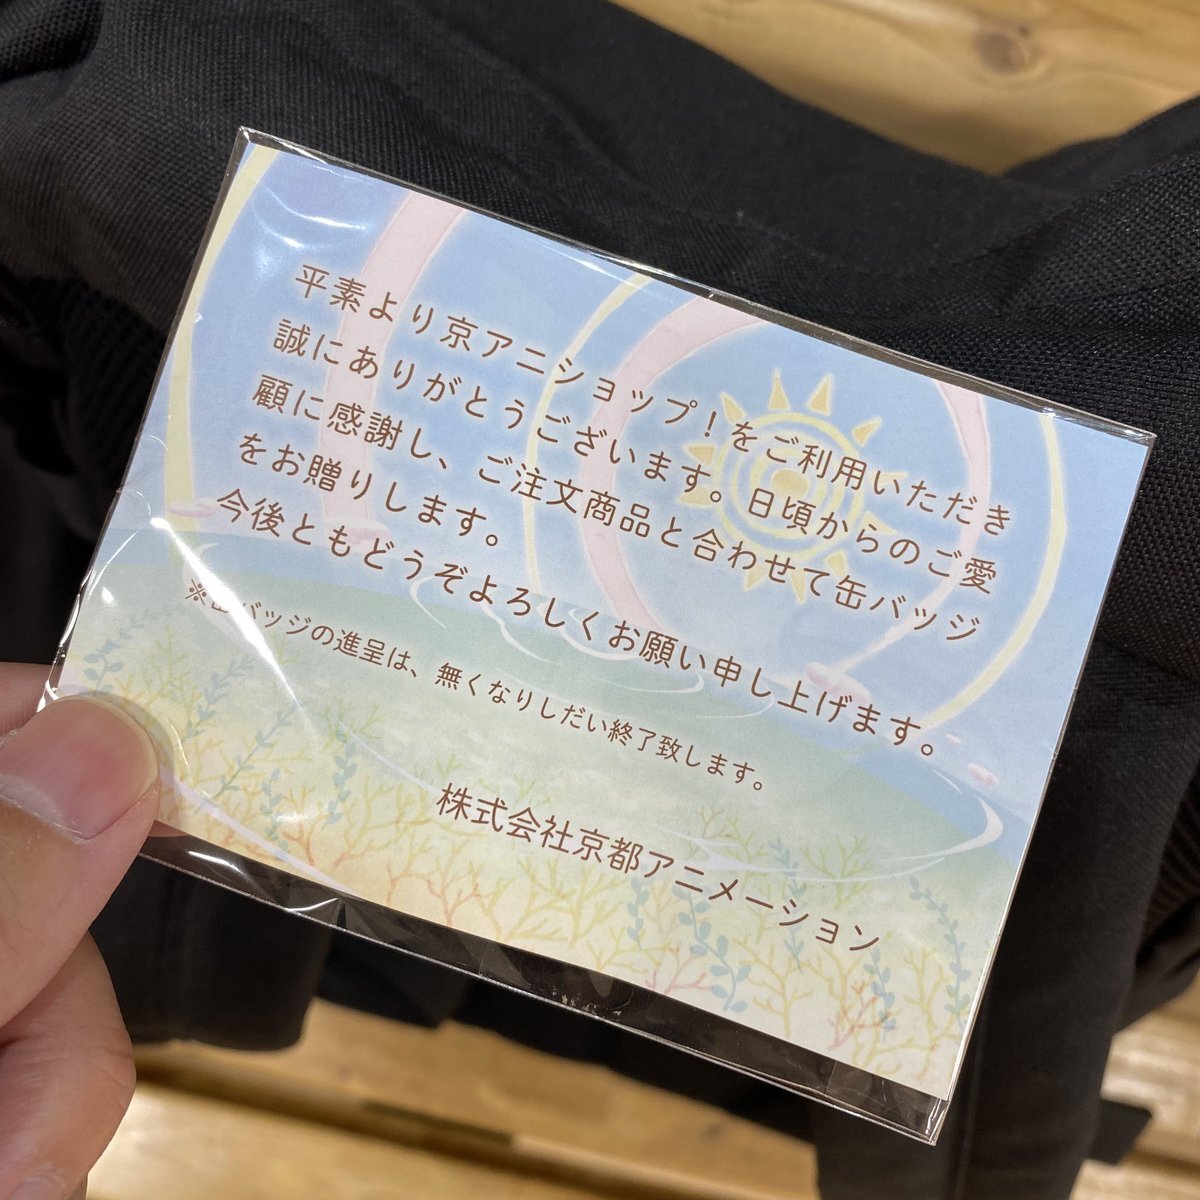 平素より京アニショップ！をご利用いただき
誠にありがとうございます。日頃からのご愛
顧に感謝し、ご注文商品と合わせて缶バッジ
をお贈りします。
今後ともどうぞよろしくお願い申し上げます。
※缶バッジの進呈は、無くなりしだい終了致します。
株式会社京都アニメーション